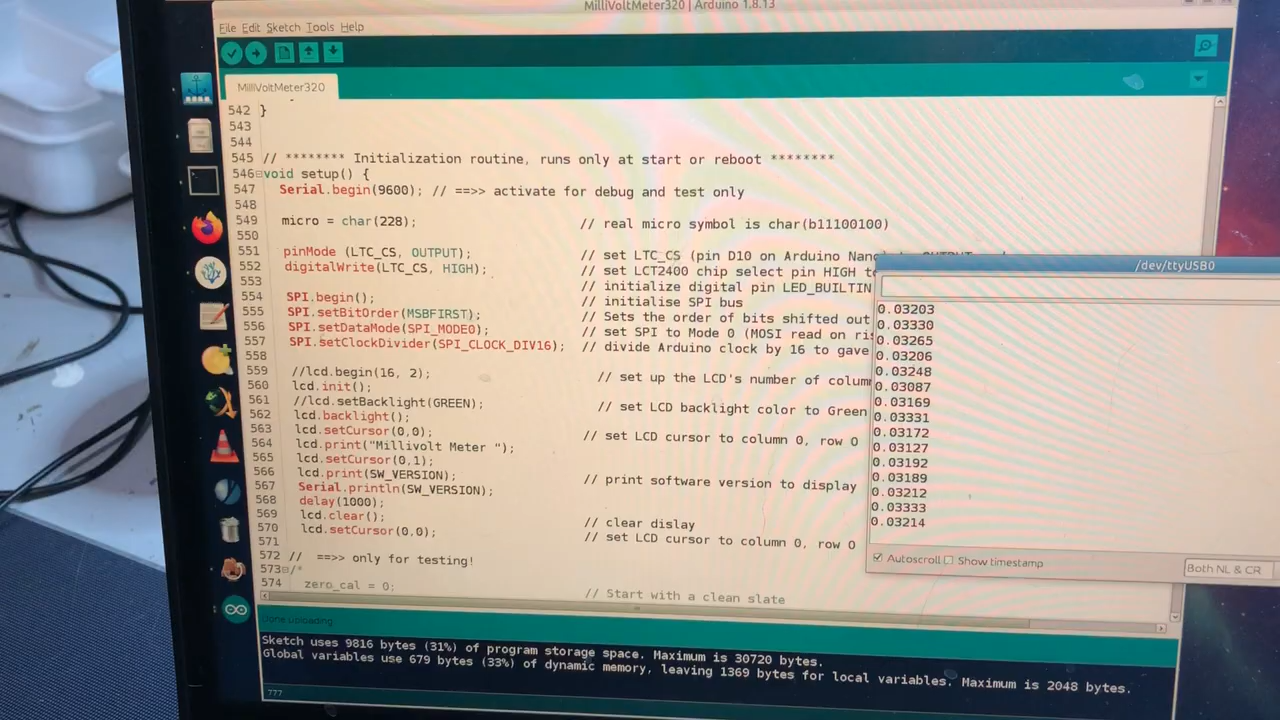 MilliVoltMeter320 | Arduino 1.8.13
File Edit Sketch Tools Help
MilliVoltMeter320
542 }
543
544
545 // ******** Initialization routine, runs only at start or reboot ********
546 void setup() {
547 Serial.begin(9600); // ==>> activate for debug and test only
548
549 micro = char(228); // real micro symbol is char(b11100100)
550
551 pinMode (LTC_CS, OUTPUT); // set LTC_CS (pin D10 on Arduino Nano
552 digitalWrite(LTC_CS, HIGH); // set LCT2400 chip select pin HIGH to
553 // initialize digital pin LED_BUILTIN
554 SPI.begin(); // initialise SPI bus
555 SPI.setBitOrder(MSBFIRST); // Sets the order of bits shifted out
556 SPI.setDataMode(SPI_MODE0); // set SPI to Mode 0 (MOSI read on ris
557 SPI.setClockDivider(SPI_CLOCK_DIV16); // divide Arduino clock by 16 to gave
558
559 //lcd.begin(16, 2); // set up the LCD's number of colum
560 lcd.init();
561 //lcd.setBacklight(GREEN); // set LCD backlight color to Green
562 lcd.backlight();
563 lcd.setCursor(0,0); // set LCD cursor to column 0, row 0
564 lcd.print("Millivolt Meter ");
565 lcd.setCursor(0,1);
566 lcd.print(SW_VERSION); // print software version to display
567 Serial.println(SW_VERSION);
568 delay(1000);
569 lcd.clear(); // clear dislay
570 lcd.setCursor(0,0); // set LCD cursor to column 0, row 0
571
572 // ==>> only for testing!
573 /*
574 zero_cal = 0; // Start with a clean slate
/dev/ttyUSB0
0.03203
0.03330
0.03265
0.03206
0.03248
0.03087
0.03169
0.03331
0.03172
0.03127
0.03192
0.03189
0.03212
0.03333
0.03214
Autoscroll Show timestamp
Both NL & CR
Done uploading
Sketch uses 9816 bytes (31%) of program storage space. Maximum is 30720 bytes.
Global variables use 679 bytes (33%) of dynamic memory, leaving 1369 bytes for local variables. Maximum is 2048 bytes.
777